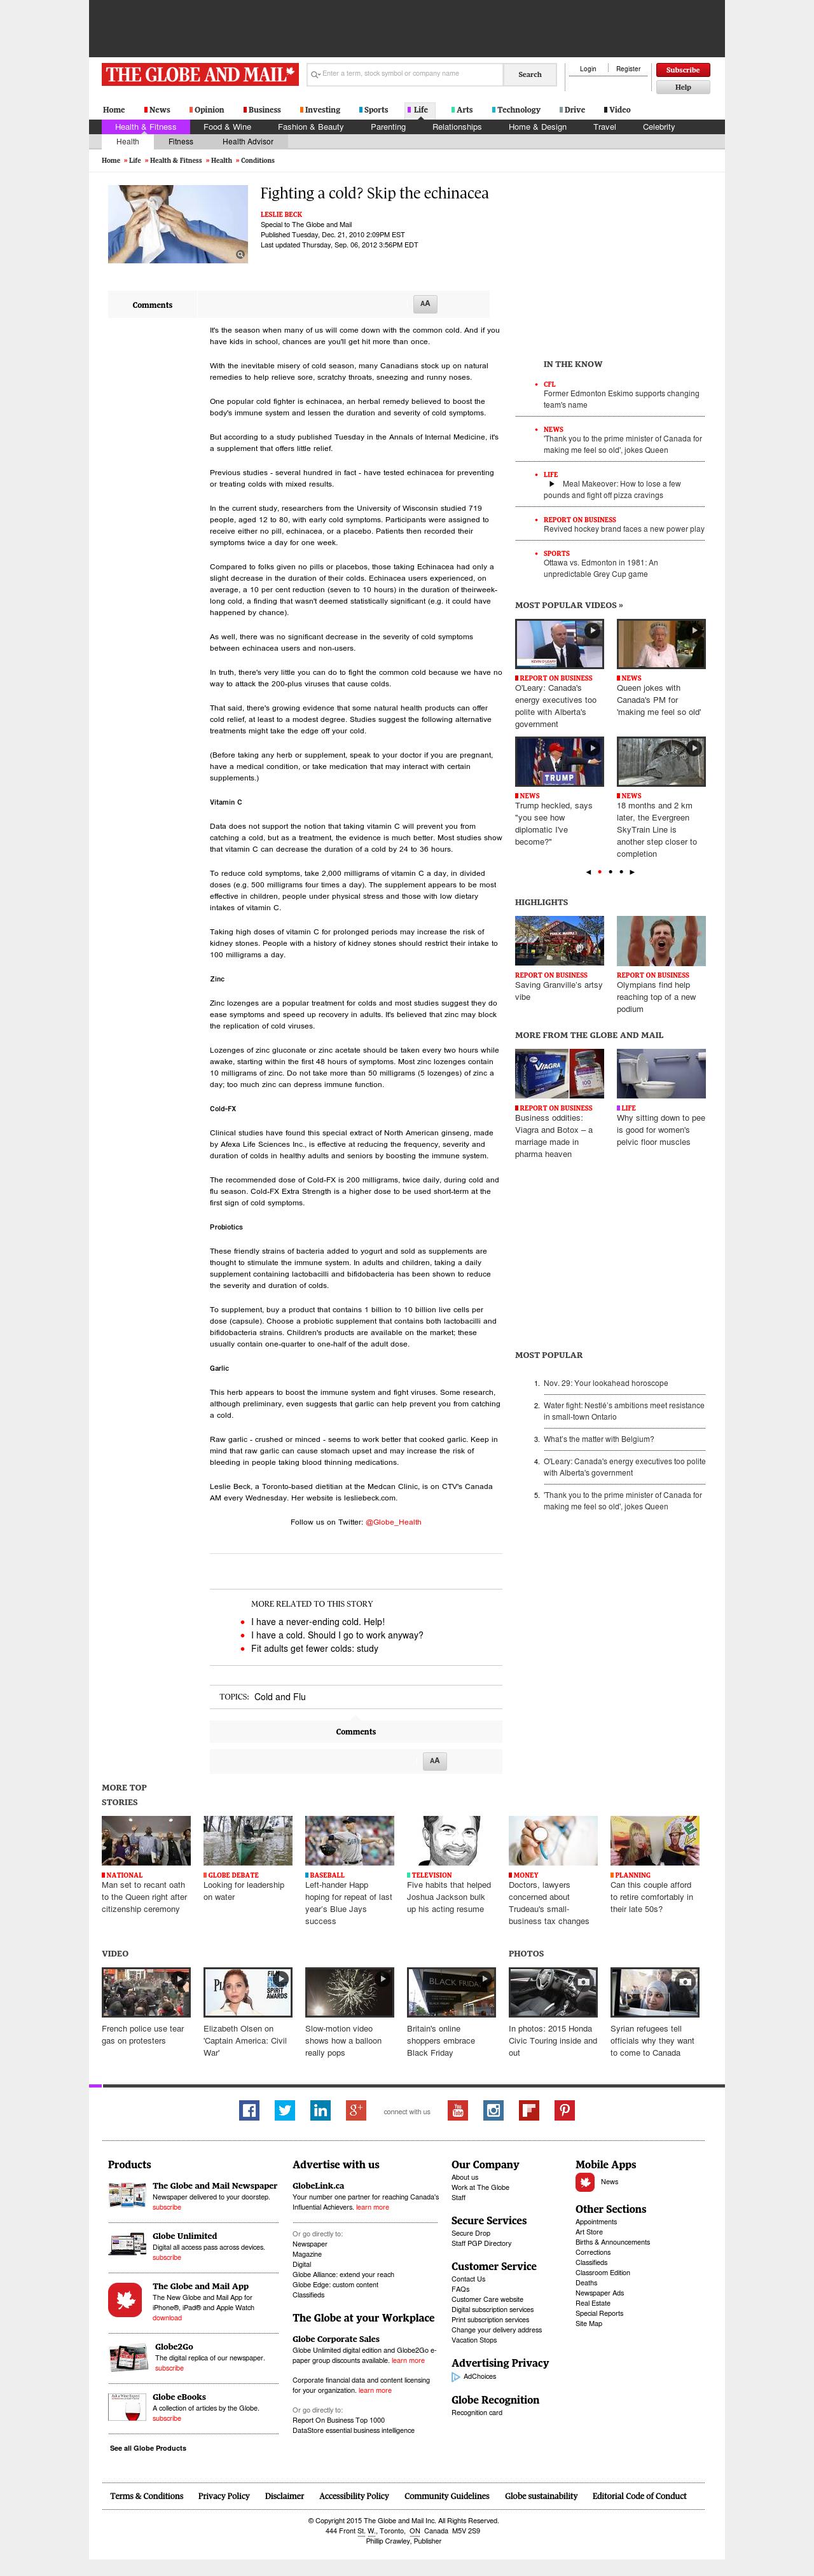 THE GLOBE AND MAIL
Enter a term, stock symbol or company name
Search
Login
Register
Subscribe
Help
Home
News
Opinion
Business
Investing
Sports
Life
Arts
Technology
Drive
Video
Health & Fitness
Food & Wine
Fashion & Beauty
Parenting
Relationships
Home & Design
Travel
Celebrity
Health
Fitness
Health Advisor
Home » Life » Health & Fitness » Health » Conditions
Fighting a cold? Skip the echinacea
LESLIE BECK
Special to The Globe and Mail
Published Tuesday, Dec. 21, 2010 2:09PM EST
Last updated Thursday, Sep. 06, 2012 3:56PM EDT
Comments
AA
It's the season when many of us will come down with the common cold. And if you
have kids in school, chances are you'll get hit more than once.
With the inevitable misery of cold season, many Canadians stock up on natural
remedies to help relieve sore, scratchy throats, sneezing and runny noses.
One popular cold fighter is echinacea, an herbal remedy believed to boost the
body's immune system and lessen the duration and severity of cold symptoms.
But according to a study published Tuesday in the Annals of Internal Medicine, it's
a supplement that offers little relief.
Previous studies - several hundred in fact - have tested echinacea for preventing
or treating colds with mixed results.
In the current study, researchers from the University of Wisconsin studied 719
people, aged 12 to 80, with early cold symptoms. Participants were assigned to
receive either no pill, echinacea, or a placebo. Patients then recorded their
symptoms twice a day for one week.
Compared to folks given no pills or placebos, those taking Echinacea had only a
slight decrease in the duration of their colds. Echinacea users experienced, on
average, a 10 per cent reduction (seven to 10 hours) in the duration of theirweek-
long cold, a finding that wasn't deemed statistically significant (e.g. it could have
happened by chance).
As well, there was no significant decrease in the severity of cold symptoms
between echinacea users and non-users.
In truth, there's very little you can do to fight the common cold because we have no
way to attack the 200-plus viruses that cause colds.
That said, there's growing evidence that some natural health products can offer
cold relief, at least to a modest degree. Studies suggest the following alternative
treatments might take the edge off your cold.
(Before taking any herb or supplement, speak to your doctor if you are pregnant,
have a medical condition, or take medication that may interact with certain
supplements.)
Vitamin C
Data does not support the notion that taking vitamin C will prevent you from
catching a cold, but as a treatment, the evidence is much better. Most studies show
that vitamin C can decrease the duration of a cold by 24 to 36 hours.
To reduce cold symptoms, take 2,000 milligrams of vitamin C a day, in divided
doses (e.g. 500 milligrams four times a day). The supplement appears to be most
effective in children, people under physical stress and those with low dietary
intakes of vitamin C.
Taking high doses of vitamin C for prolonged periods may increase the risk of
kidney stones. People with a history of kidney stones should restrict their intake to
100 milligrams a day.
Zinc
Zinc lozenges are a popular treatment for colds and most studies suggest they do
ease symptoms and speed up recovery in adults. It's believed that zinc may block
the replication of cold viruses.
Lozenges of zinc gluconate or zinc acetate should be taken every two hours while
awake, starting within the first 48 hours of symptoms. Most zinc lozenges contain
10 milligrams of zinc. Do not take more than 50 milligrams (5 lozenges) of zinc a
day; too much zinc can depress immune function.
Cold-FX
Clinical studies have found this special extract of North American ginseng, made
by Afexa Life Sciences Inc., is effective at reducing the frequency, severity and
duration of colds in healthy adults and seniors by boosting the immune system.
The recommended dose of Cold-FX is 200 milligrams, twice daily, during cold and
flu season. Cold-FX Extra Strength is a higher dose to be used short-term at the
first sign of cold symptoms.
Probiotics
These friendly strains of bacteria added to yogurt and sold as supplements are
thought to stimulate the immune system. In adults and children, taking a daily
supplement containing lactobacilli and bifidobacteria has been shown to reduce
the severity and duration of colds.
To supplement, buy a product that contains 1 billion to 10 billion live cells per
dose (capsule). Choose a probiotic supplement that contains both lactobacilli and
bifidobacteria strains. Children's products are available on the market; these
usually contain one-quarter to one-half of the adult dose.
Garlic
This herb appears to boost the immune system and fight viruses. Some research,
although preliminary, even suggests that garlic can help prevent you from catching
a cold.
Raw garlic - crushed or minced - seems to work better that cooked garlic. Keep in
mind that raw garlic can cause stomach upset and may increase the risk of
bleeding in people taking blood thinning medications.
Leslie Beck, a Toronto-based dietitian at the Medcan Clinic, is on CTV's Canada
AM every Wednesday. Her website is lesliebeck.com.
Follow us on Twitter: @Globe_Health
MORE RELATED TO THIS STORY
I have a never-ending cold. Help!
I have a cold. Should I go to work anyway?
Fit adults get fewer colds: study
TOPICS: Cold and Flu
Comments
AA
IN THE KNOW
CFL
Former Edmonton Eskimo supports changing
team's name
NEWS
'Thank you to the prime minister of Canada for
making me feel so old', jokes Queen
LIFE
Meal Makeover: How to lose a few
pounds and fight off pizza cravings
REPORT ON BUSINESS
Revived hockey brand faces a new power play
SPORTS
Ottawa vs. Edmonton in 1981: An
unpredictable Grey Cup game
MOST POPULAR VIDEOS »
KEVIN O'LEARY
REPORT ON BUSINESS
O'Leary: Canada's
energy executives too
polite with Alberta's
government
NEWS
Queen jokes with
Canada's PM for
'making me feel so old'
TRUMP
NEWS
Trump heckled, says
"you see how
diplomatic I've
become?"
NEWS
18 months and 2 km
later, the Evergreen
SkyTrain Line is
another step closer to
completion
HIGHLIGHTS
REPORT ON BUSINESS
Saving Granville's artsy
vibe
REPORT ON BUSINESS
Olympians find help
reaching top of a new
podium
MORE FROM THE GLOBE AND MAIL
VIAGRA
REPORT ON BUSINESS
Business oddities:
Viagra and Botox – a
marriage made in
pharma heaven
LIFE
Why sitting down to pee
is good for women's
pelvic floor muscles
MOST POPULAR
1. Nov. 29: Your lookahead horoscope
2. Water fight: Nestlé's ambitions meet resistance
in small-town Ontario
3. What's the matter with Belgium?
4. O'Leary: Canada's energy executives too polite
with Alberta's government
5. 'Thank you to the prime minister of Canada for
making me feel so old', jokes Queen
MORE TOP
STORIES
NATIONAL
Man set to recant oath
to the Queen right after
citizenship ceremony
GLOBE DEBATE
Looking for leadership
on water
BASEBALL
Left-hander Happ
hoping for repeat of last
year's Blue Jays
success
TELEVISION
Five habits that helped
Joshua Jackson bulk
up his acting resume
MONEY
Doctors, lawyers
concerned about
Trudeau's small-
business tax changes
PLANNING
Can this couple afford
to retire comfortably in
their late 50s?
VIDEO
French police use tear
gas on protesters
SPIRIT
AWARDS
Elizabeth Olsen on
'Captain America: Civil
War'
Slow-motion video
shows how a balloon
really pops
BLACK FRIDAY
Britain's online
shoppers embrace
Black Friday
PHOTOS
In photos: 2015 Honda
Civic Touring inside and
out
Syrian refugees tell
officials why they want
to come to Canada
connect with us
Products
The Globe and Mail Newspaper
Newspaper delivered to your doorstep.
subscribe
Globe Unlimited
Digital all access pass across devices.
subscribe
The Globe and Mail App
The New Globe and Mail App for
iPhone®, iPad® and Apple Watch
download
Globe2Go
The digital replica of our newspaper.
subscribe
Globe eBooks
A collection of articles by the Globe.
subscribe
See all Globe Products
Advertise with us
GlobeLink.ca
Your number one partner for reaching Canada's
Influential Achievers. learn more
Or go directly to:
Newspaper
Magazine
Digital
Globe Alliance: extend your reach
Globe Edge: custom content
Classifieds
The Globe at your Workplace
Globe Corporate Sales
Globe Unlimited digital edition and Globe2Go e-
paper group discounts available. learn more
Corporate financial data and content licensing
for your organization. learn more
Or go directly to:
Report On Business Top 1000
DataStore essential business intelligence
Our Company
About us
Work at The Globe
Staff
Secure Services
Secure Drop
Staff PGP Directory
Customer Service
Contact Us
FAQs
Customer Care website
Digital subscription services
Print subscription services
Change your delivery address
Vacation Stops
Advertising Privacy
AdChoices
Globe Recognition
Recognition card
Mobile Apps
News
Other Sections
Appointments
Art Store
Births & Announcements
Corrections
Classifieds
Classroom Edition
Deaths
Newspaper Ads
Real Estate
Special Reports
Site Map
Terms & Conditions
Privacy Policy
Disclaimer
Accessibility Policy
Community Guidelines
Globe sustainability
Editorial Code of Conduct
© Copyright 2015 The Globe and Mail Inc. All Rights Reserved.
444 Front St. W., Toronto, ON Canada M5V 2S9
Phillip Crawley, Publisher